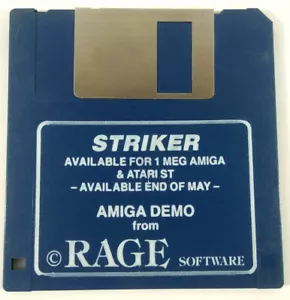 STRIKER
AVAILABLE FOR 1 MEG AMIGA
& ATARI ST
– AVAILABLE END OF MAY –
AMIGA DEMO
from
© RAGE SOFTWARE